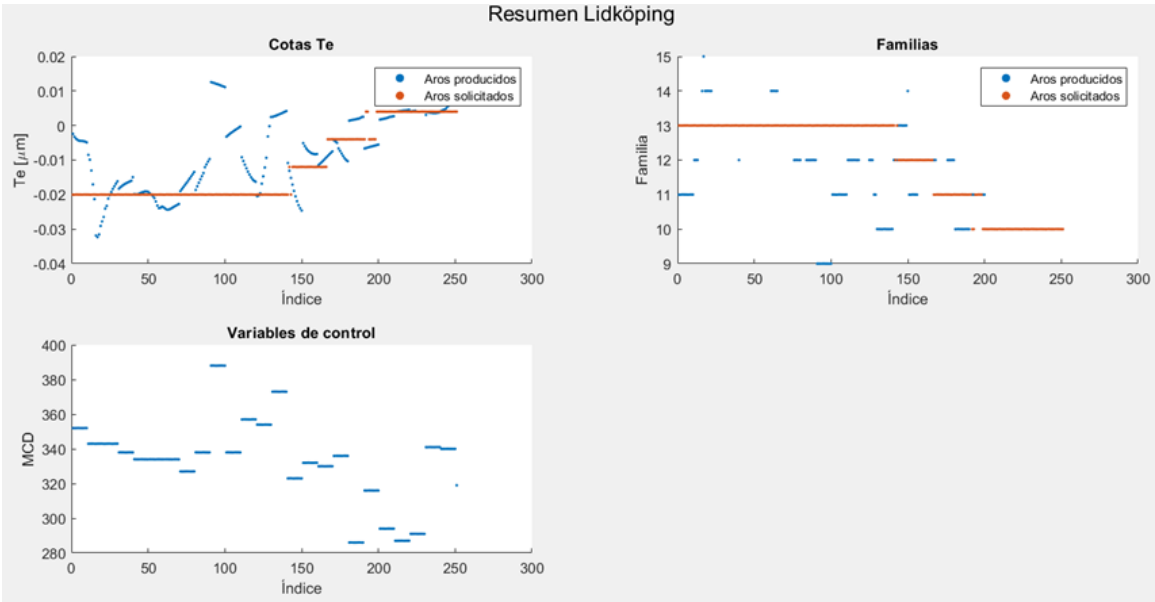 Resumen Lidköping
Cotas Te
0.02
0.01
0
-0.01
-0.02
-0.03
-0.04
Te [μm]
0 50 100 150 200 250 300
Índice
Aros producidos
Aros solicitados
Familias
15
14
13
12
11
10
9
Familia
0 50 100 150 200 250 300
Índice
Aros producidos
Aros solicitados
Variables de control
400
380
360
340
320
300
280
MCD
0 50 100 150 200 250 300
Índice